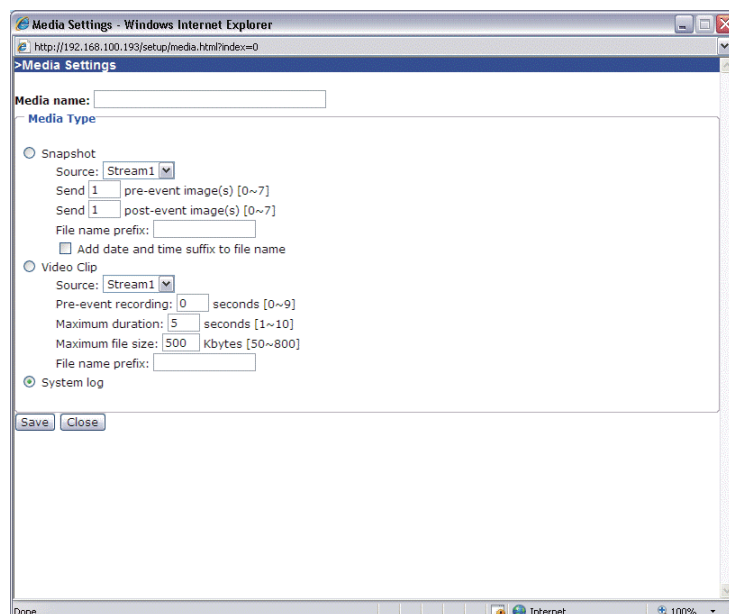 Media Settings - Windows Internet Explorer
http://192.168.100.193/setup/media.html?index=0
>Media Settings
Media name:
Media Type
Snapshot
Source: Stream1
Send 1 pre-event image(s) [0~7]
Send 1 post-event image(s) [0~7]
File name prefix:
Add date and time suffix to file name
Video Clip
Source: Stream1
Pre-event recording: 0 seconds [0~9]
Maximum duration: 5 seconds [1~10]
Maximum file size: 500 Kbytes [50~800]
File name prefix:
System log
Save Close
Done Internet 100%